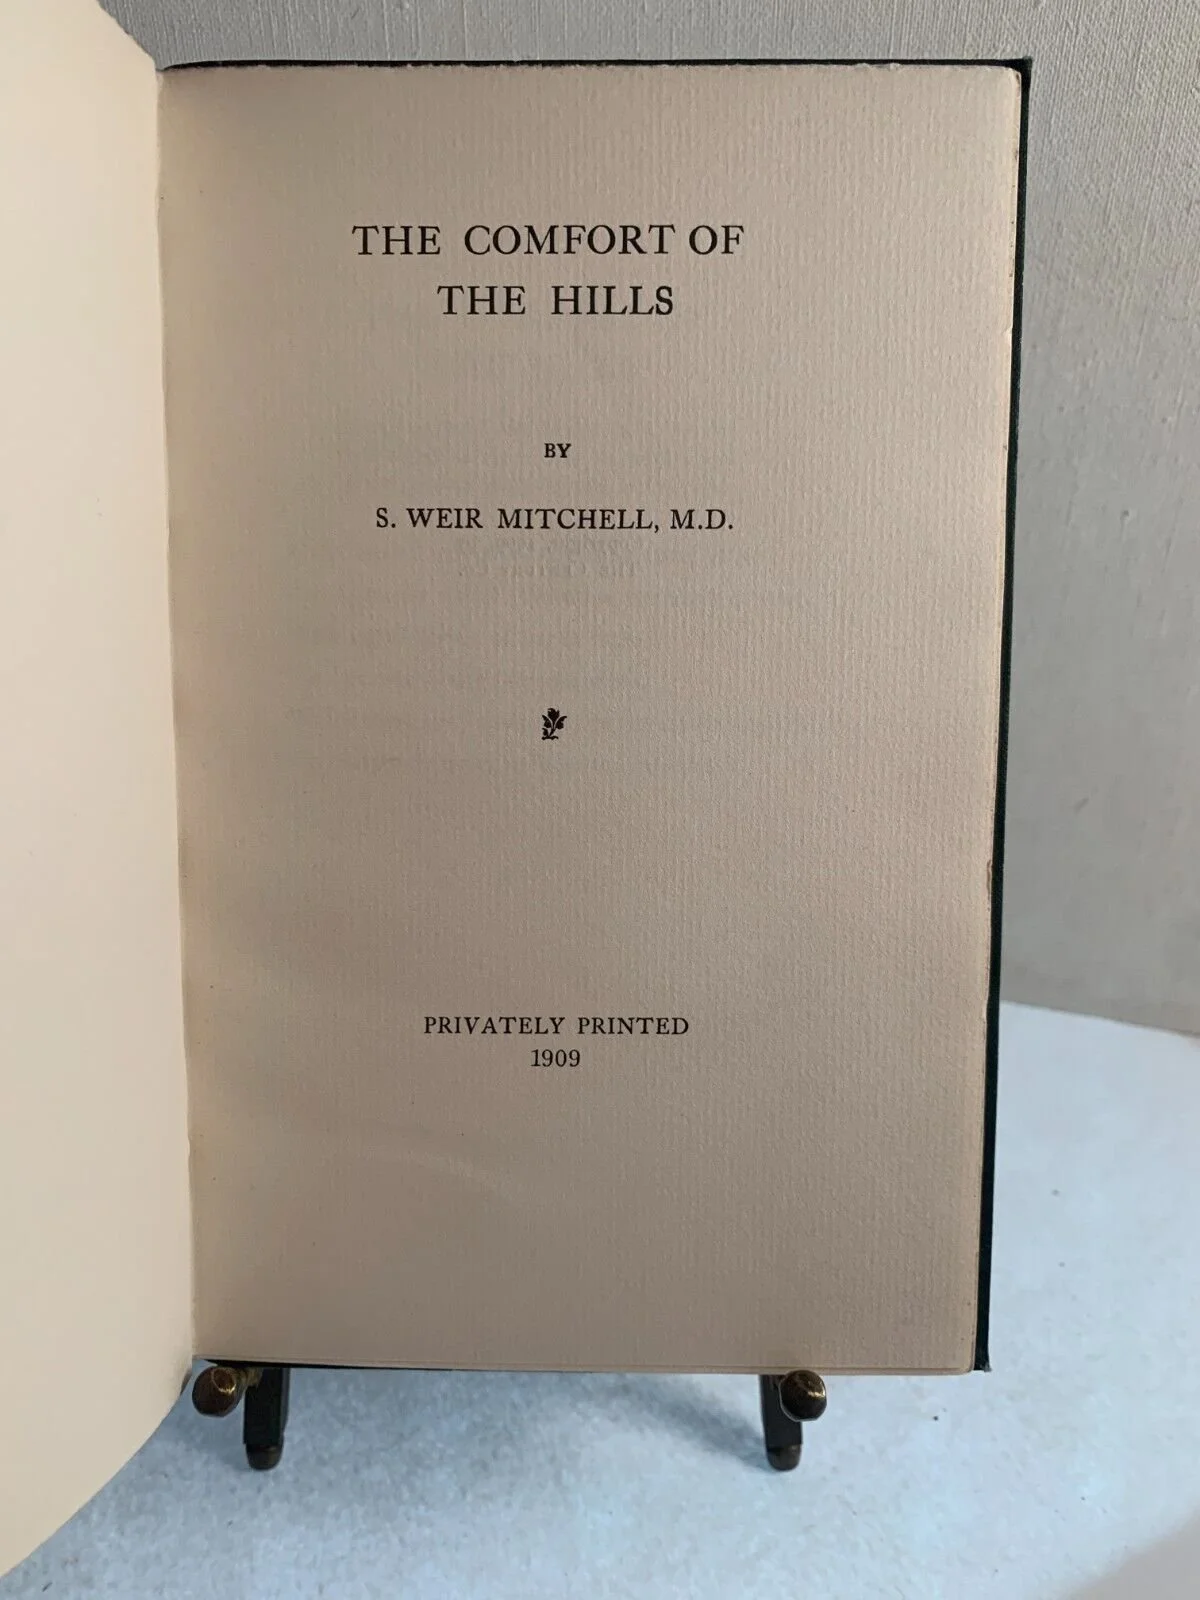 THE COMFORT OF
THE HILLS
BY
S. WEIR MITCHELL, M.D.
PRIVATELY PRINTED
1909